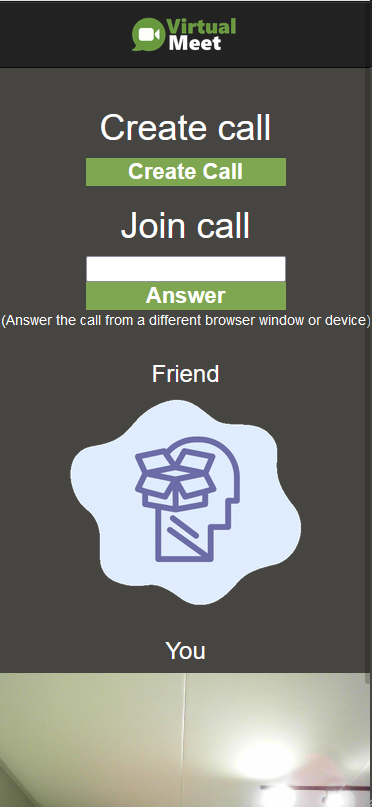 Virtual
Meet
Create call
Create Call
Join call
Answer
(Answer the call from a different browser window or device)
Friend
You